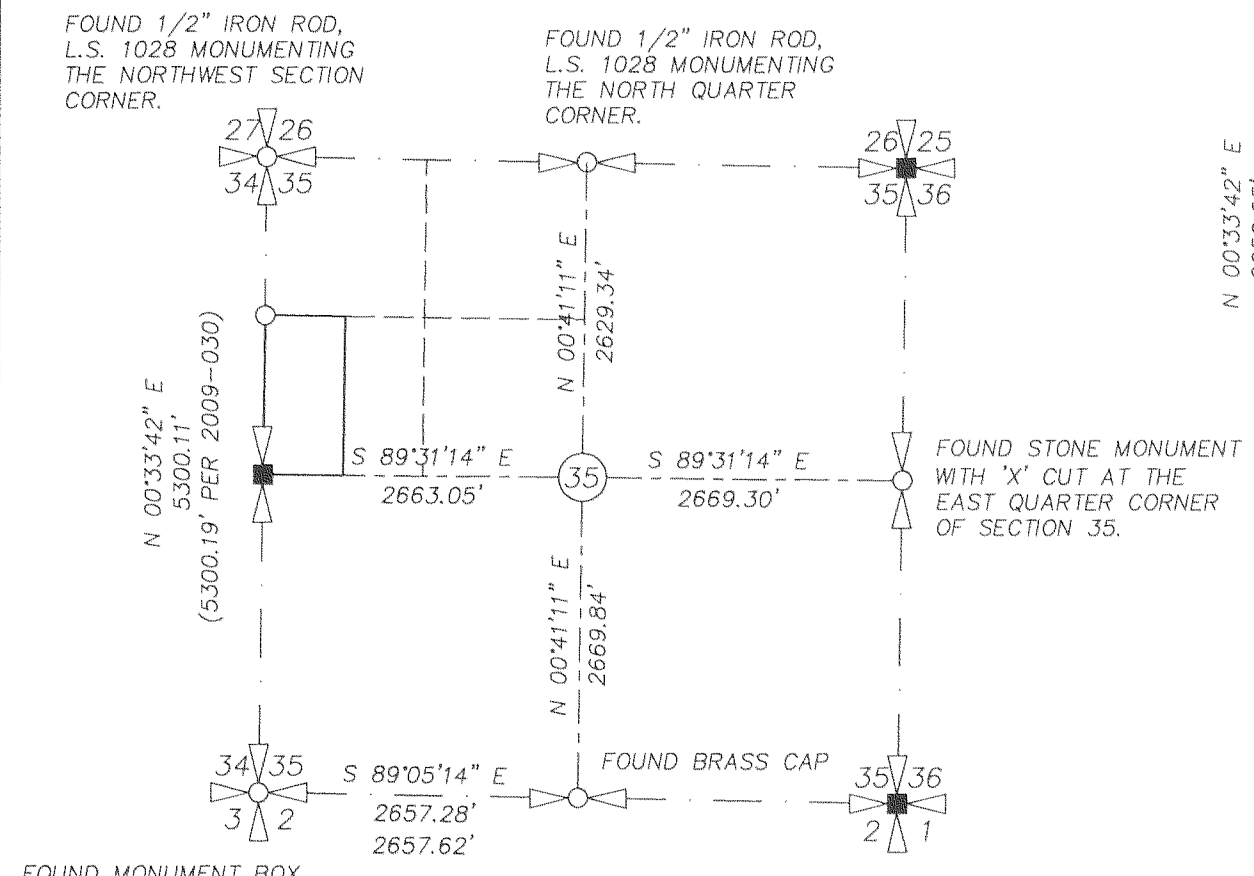 FOUND 1/2" IRON ROD,
L.S. 1028 MONUMENTING
THE NORTHWEST SECTION
CORNER.
FOUND 1/2" IRON ROD,
L.S. 1028 MONUMENTING
THE NORTH QUARTER
CORNER.
27 26
34 35
26 25
35 36
N 00°33'42" E
N 00°41'11" E
2629.34'
N 00°33'42" E
5300.11'
(5300.19' PER 2009-030)
S 89°31'14" E
2663.05'
35
S 89°31'14" E
2669.30'
FOUND STONE MONUMENT
WITH 'X' CUT AT THE
EAST QUARTER CORNER
OF SECTION 35.
N 00°41'11" E
2669.84'
34 35
3 2
S 89°05'14" E
2657.28'
2657.62'
FOUND BRASS CAP
35 36
2 1
FOUND MONUMENT BOX